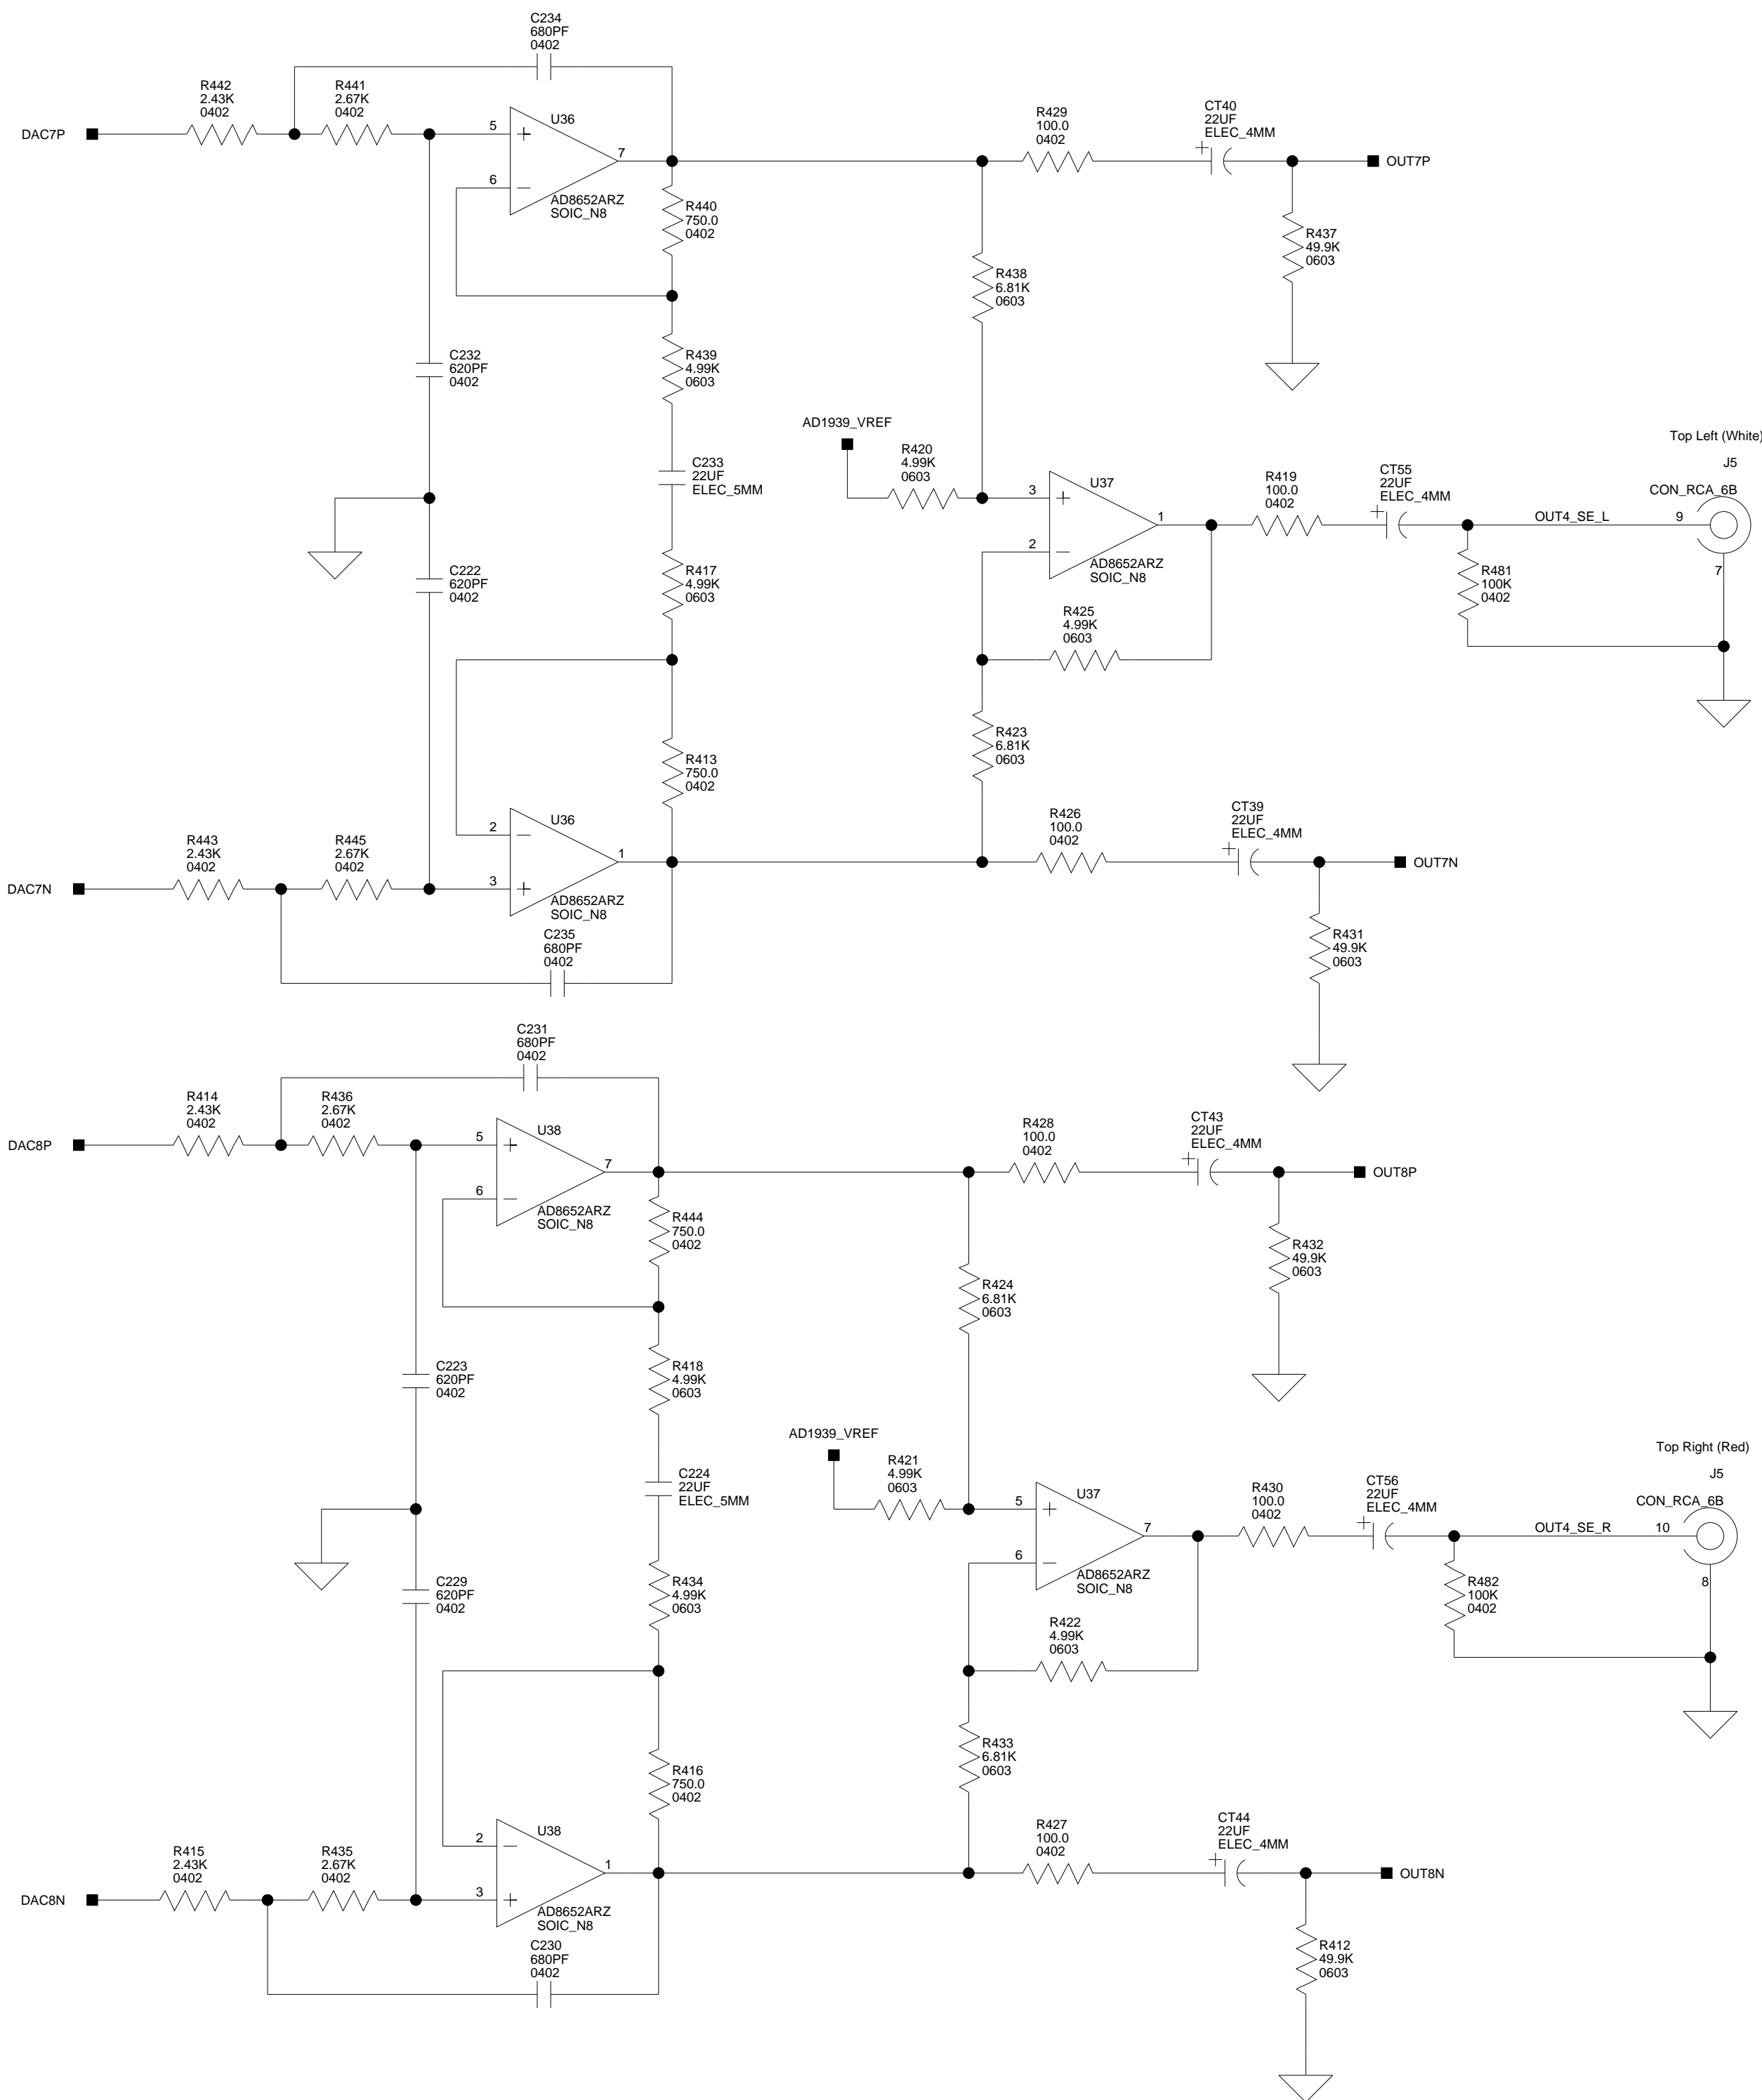 C234
680PF
0402
R442
2.43K
0402
R441
2.67K
0402
DAC7P
5
6
7
U36
AD8652ARZ
SOIC_N8
R440
750.0
0402
R429
100.0
0402
CT40
22UF
ELEC_4MM
OUT7P
R437
49.9K
0603
R438
6.81K
0603
C232
620PF
0402
R439
4.99K
0603
C233
22UF
ELEC_5MM
AD1939_VREF
R420
4.99K
0603
3
2
1
U37
AD8652ARZ
SOIC_N8
R419
100.0
0402
CT55
22UF
ELEC_4MM
OUT4_SE_L
Top Left (White)
J5
CON_RCA_6B
9
7
R481
100K
0402
C222
620PF
0402
R417
4.99K
0603
R425
4.99K
0603
R413
750.0
0402
R423
6.81K
0603
DAC7N
R443
2.43K
0402
R445
2.67K
0402
2
3
1
U36
AD8652ARZ
SOIC_N8
C235
680PF
0402
R426
100.0
0402
CT39
22UF
ELEC_4MM
OUT7N
R431
49.9K
0603
C231
680PF
0402
R414
2.43K
0402
R436
2.67K
0402
DAC8P
5
6
7
U38
AD8652ARZ
SOIC_N8
R444
750.0
0402
R428
100.0
0402
CT43
22UF
ELEC_4MM
OUT8P
R432
49.9K
0603
R424
6.81K
0603
C223
620PF
0402
R418
4.99K
0603
C224
22UF
ELEC_5MM
AD1939_VREF
R421
4.99K
0603
5
6
7
U37
AD8652ARZ
SOIC_N8
R430
100.0
0402
CT56
22UF
ELEC_4MM
OUT4_SE_R
Top Right (Red)
J5
CON_RCA_6B
10
8
R482
100K
0402
C229
620PF
0402
R434
4.99K
0603
R422
4.99K
0603
R416
750.0
0402
R433
6.81K
0603
DAC8N
R415
2.43K
0402
R435
2.67K
0402
2
3
1
U38
AD8652ARZ
SOIC_N8
C230
680PF
0402
R427
100.0
0402
CT44
22UF
ELEC_4MM
OUT8N
R412
49.9K
0603